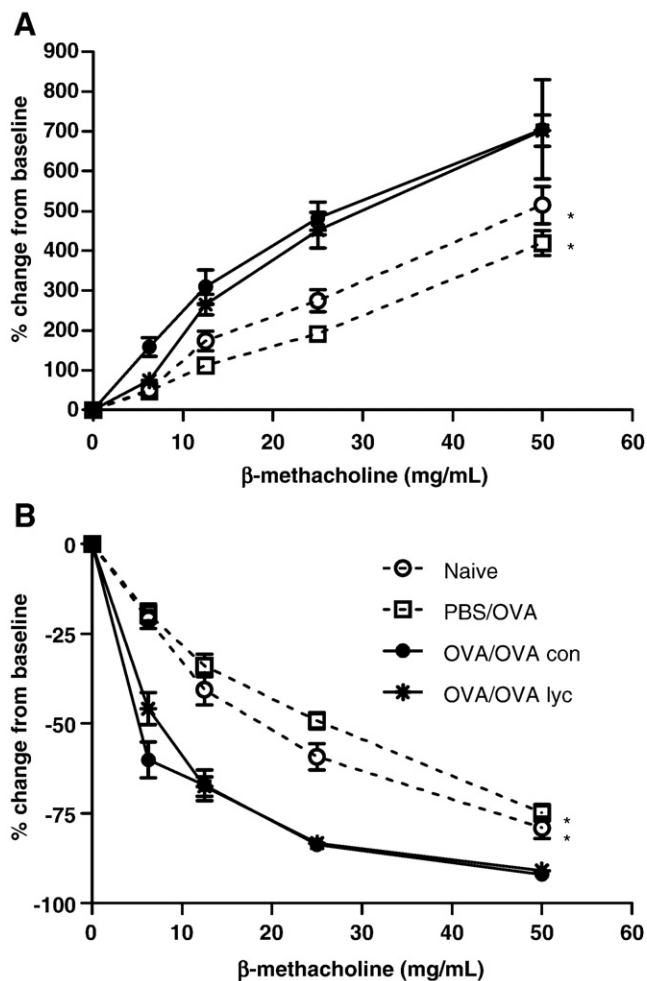 A
900
800
700
600
500
400
300
200
100
0
% change from baseline
*
*
0 10 20 30 40 50 60
β-methacholine (mg/mL)
B
0
-25
-50
-75
-100
% change from baseline
Naive
PBS/OVA
OVA/OVA con
OVA/OVA lyc
*
*
0 10 20 30 40 50 60
β-methacholine (mg/mL)